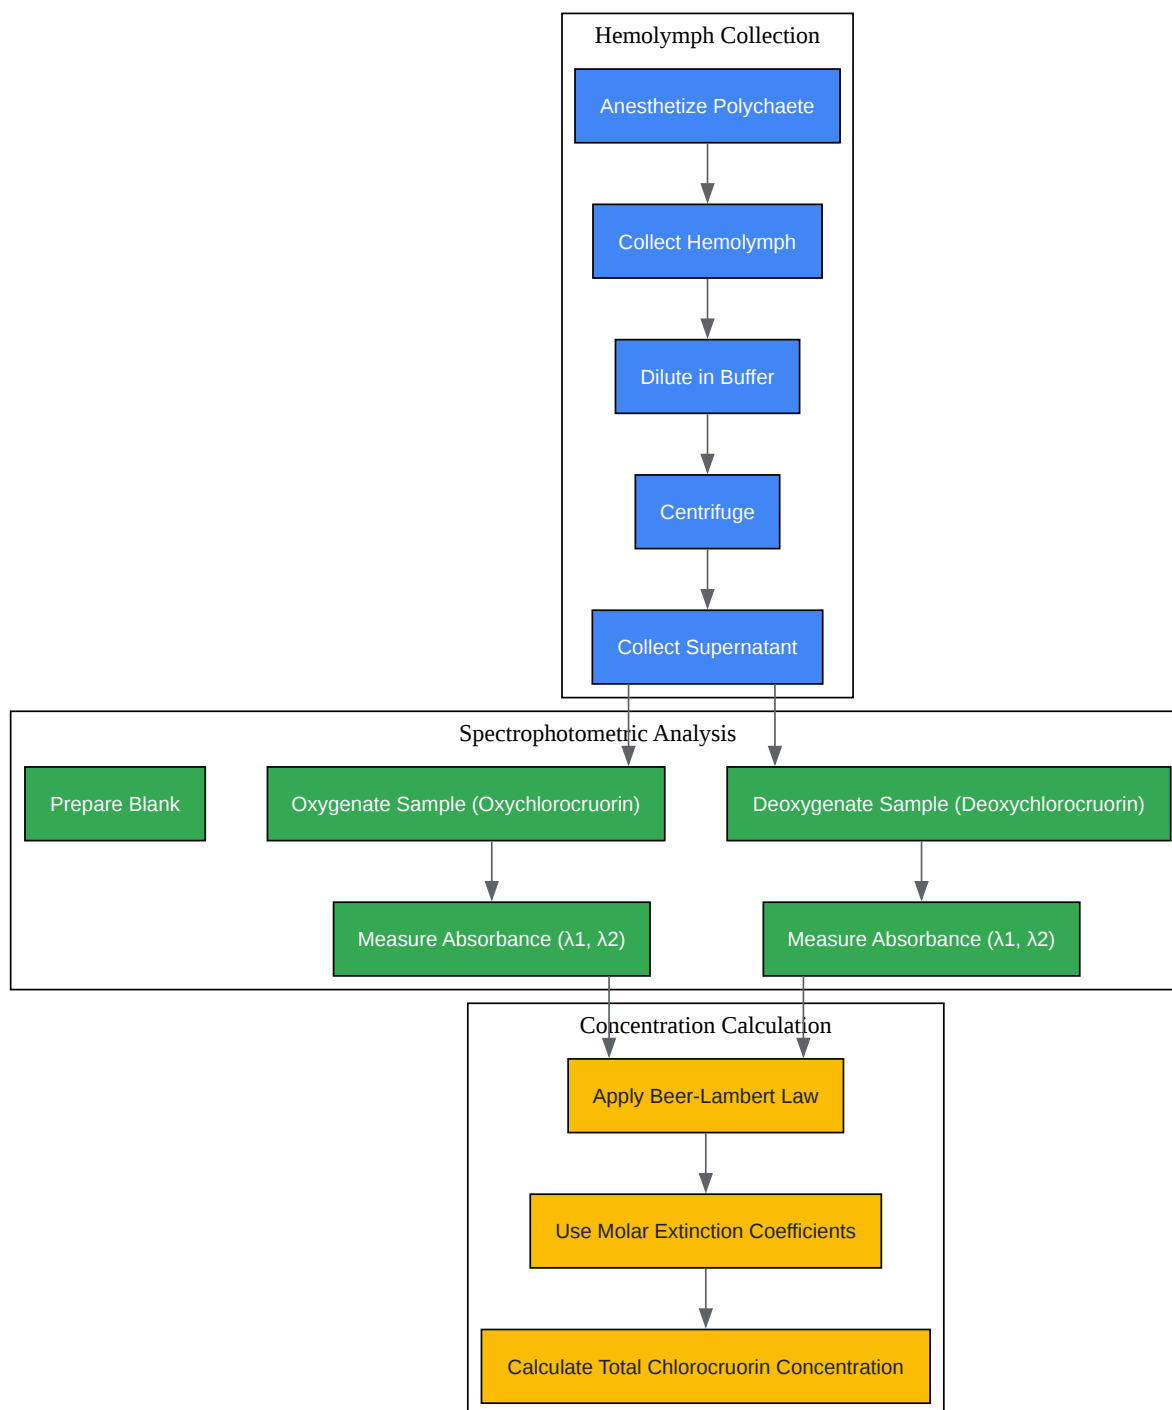 Hemolymph Collection
Anesthetize Polychaete
Collect Hemolymph
Dilute in Buffer
Centrifuge
Collect Supernatant
Spectrophotometric Analysis
Prepare Blank
Oxygenate Sample (Oxychlorocruorin)
Deoxygenate Sample (Deoxychlorocruorin)
Measure Absorbance (λ1, λ2)
Measure Absorbance (λ1, λ2)
Concentration Calculation
Apply Beer-Lambert Law
Use Molar Extinction Coefficients
Calculate Total Chlorocruorin Concentration